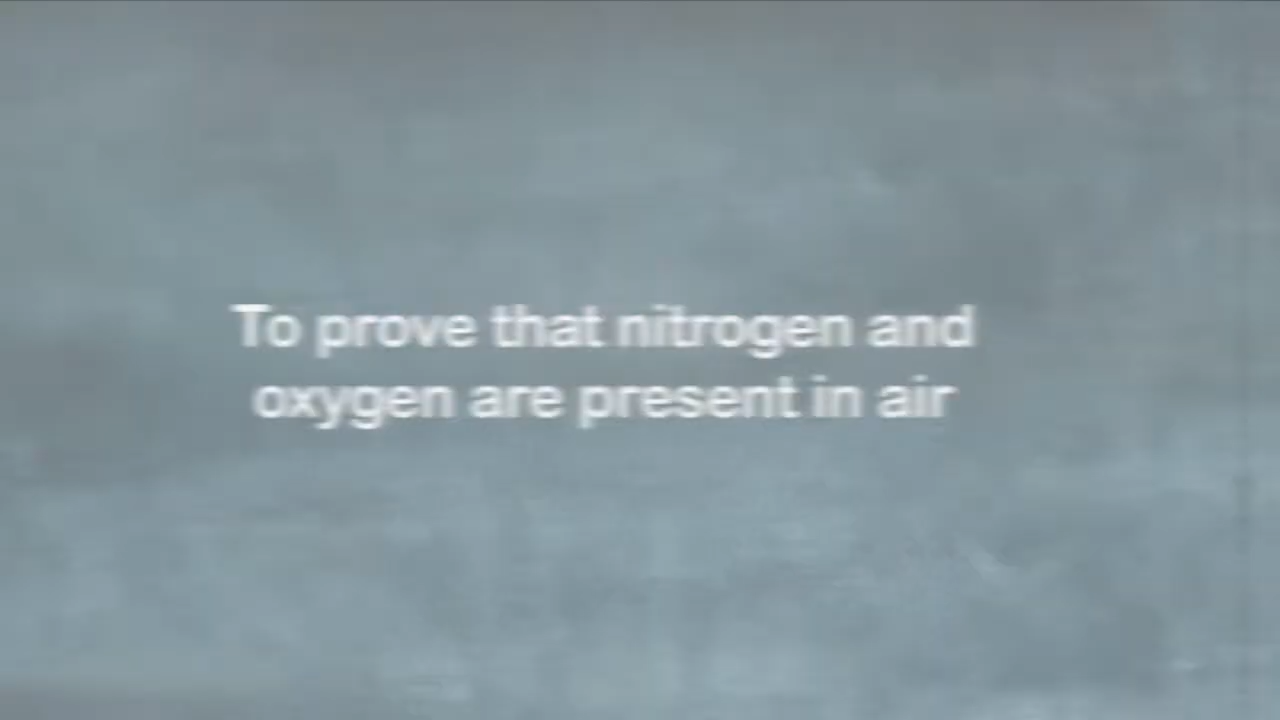 To prove that nitrogen and
oxygen are present in air